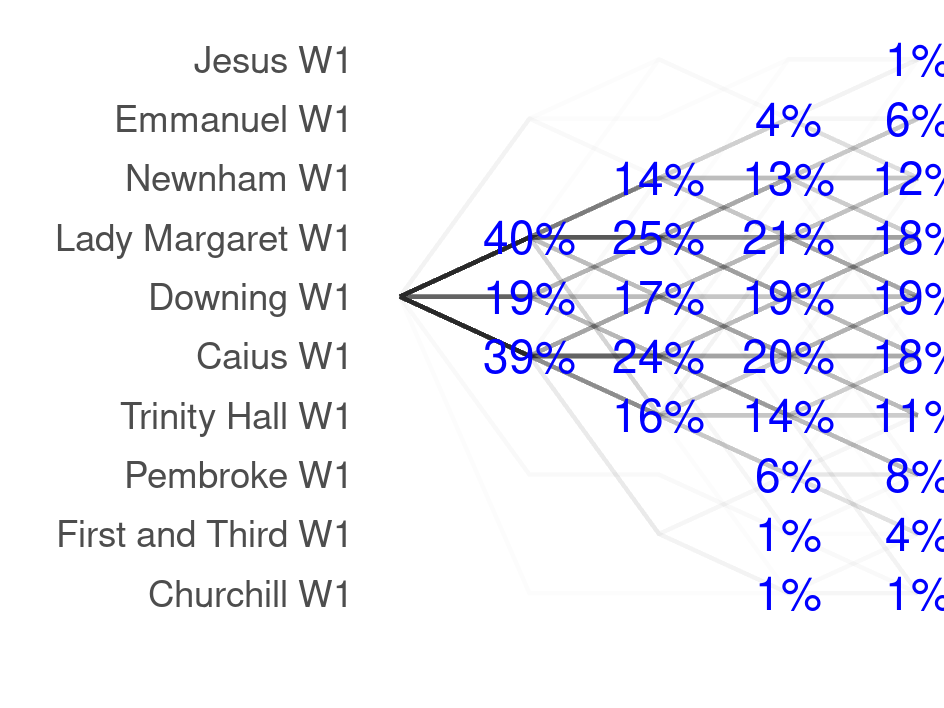 Jesus W1 1%
Emmanuel W1 4% 6%
Newnham W1 14% 13% 12%
Lady Margaret W1 40% 25% 21% 18%
Downing W1 19% 17% 19% 19%
Caius W1 39% 24% 20% 18%
Trinity Hall W1 16% 14% 11%
Pembroke W1 6% 8%
First and Third W1 1% 4%
Churchill W1 1% 1%